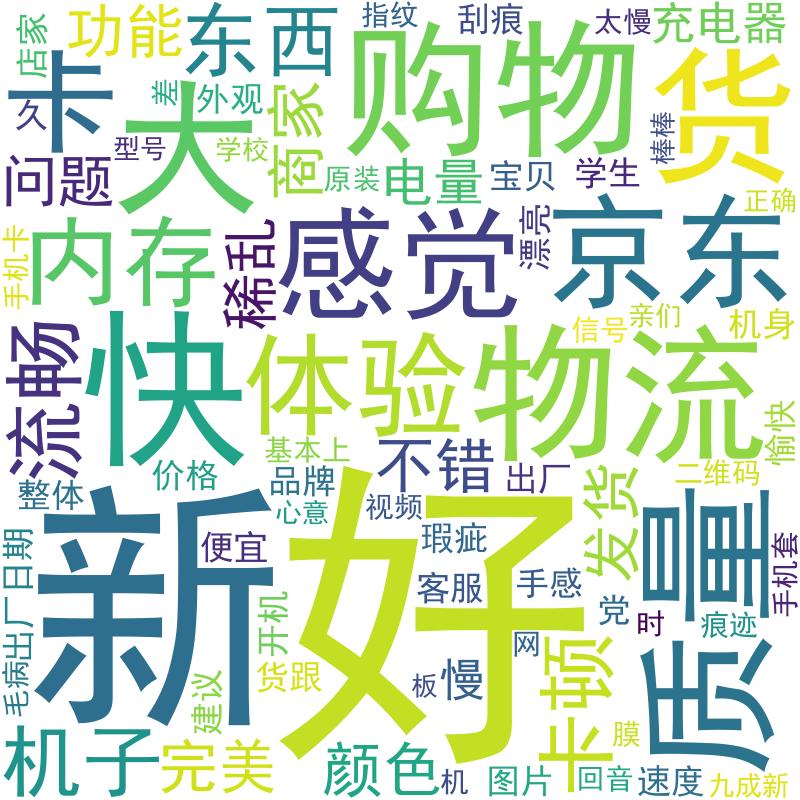 店家
功能
东西
指纹
刮痕
太慢
充电器
购物
货
卡
久
大
差
外观
商家
棒棒
问题
型号
学校
原装
电量
宝贝
学生
正确
手机卡
内存
稀乱
感觉
漂亮
京东
流畅
快
体验
物流
信号
亲们
机身
愉快
基本上
不错
出厂
二维码
整体
价格
品牌
心意
视频
发货
质量
手机套
新
好
便宜
瑕疵
客服
手感
党
时
痕迹
日期
出厂
毛病
开机
货跟
建议
网
板
慢
卡顿
膜
机子
完美
颜色
机
图片
回音
速度
九成新